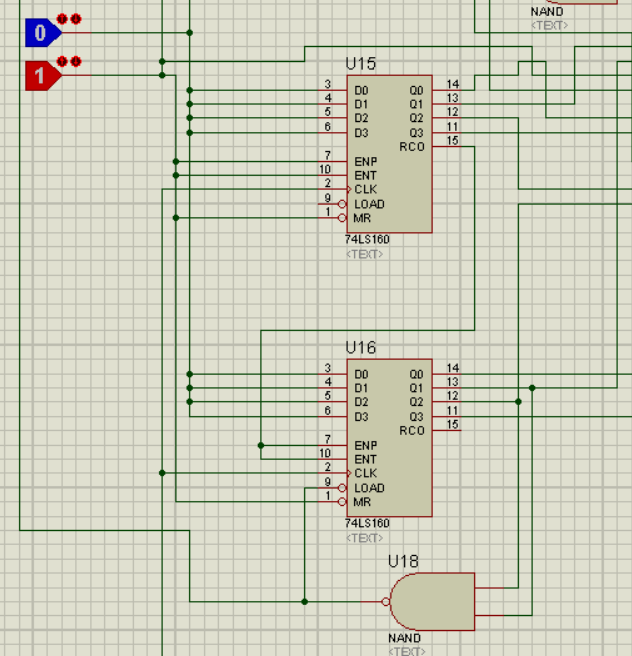 NAND
<TEXT>
0
1
U15
3 D0 Q0 14
4 D1 Q1 13
5 D2 Q2 12
6 D3 Q3 11
RCO 15
7 ENP
10 ENT
2 CLK
9 LOAD
1 MR
74LS160
<TEXT>
U16
3 D0 Q0 14
4 D1 Q1 13
5 D2 Q2 12
6 D3 Q3 11
RCO 15
7 ENP
10 ENT
2 CLK
9 LOAD
1 MR
74LS160
<TEXT>
U18
NAND
<TEXT>